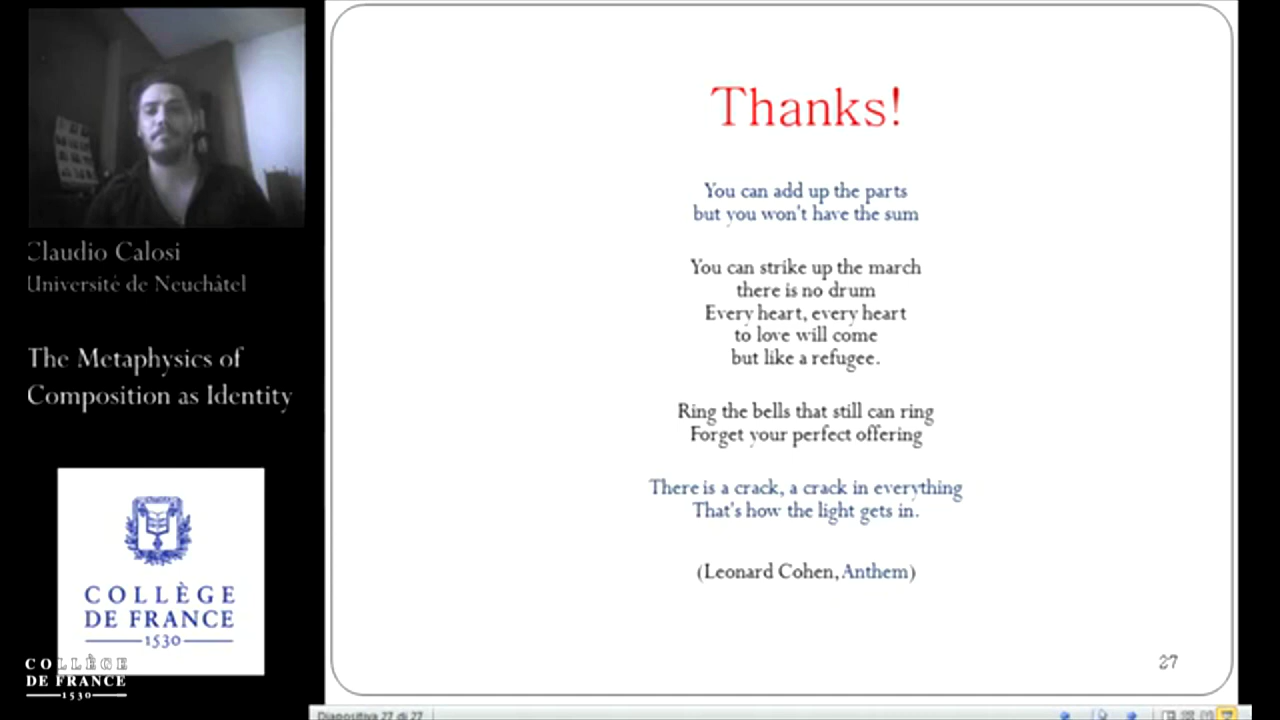 Claudio Calosi
Université de Neuchâtel
The Metaphysics of
Composition as Identity
COLLÈGE
DE FRANCE
1530
COLLÈGE
DE FRANCE
1530
Thanks!
You can add up the parts
but you won't have the sum
You can strike up the march
there is no drum
Every heart, every heart
to love will come
but like a refugee.
Ring the bells that still can ring
Forget your perfect offering
There is a crack, a crack in everything
That's how the light gets in.
(Leonard Cohen, Anthem)
27
Diapositiva 27 di 27